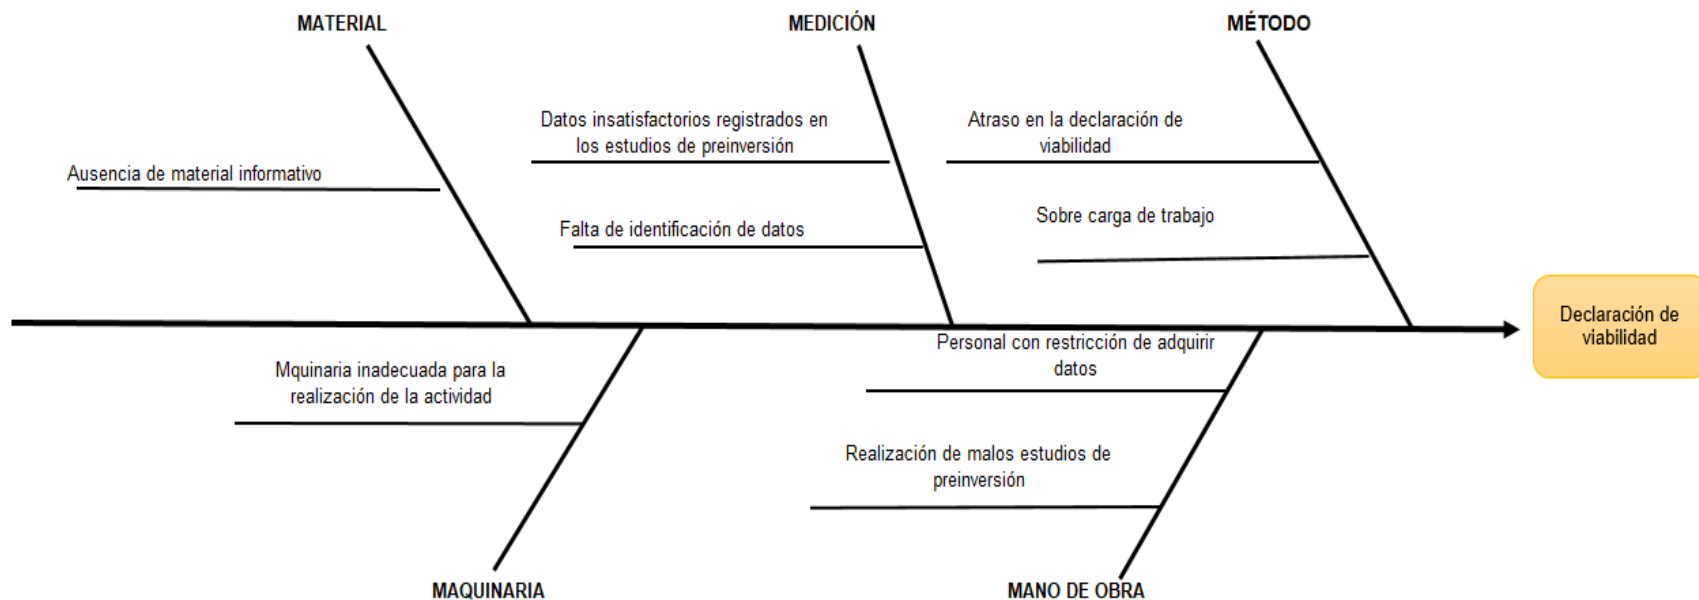 MATERIAL
MEDICIÓN
MÉTODO
Datos insatisfactorios registrados en
los estudios de preinversión
Atraso en la declaración de
viabilidad
Ausencia de material informativo
Falta de identificación de datos
Sobre carga de trabajo
Declaración de
viabilidad
Mquinaria inadecuada para la
realización de la actividad
Personal con restricción de adquirir
datos
Realización de malos estudios de
preinversión
MAQUINARIA
MANO DE OBRA